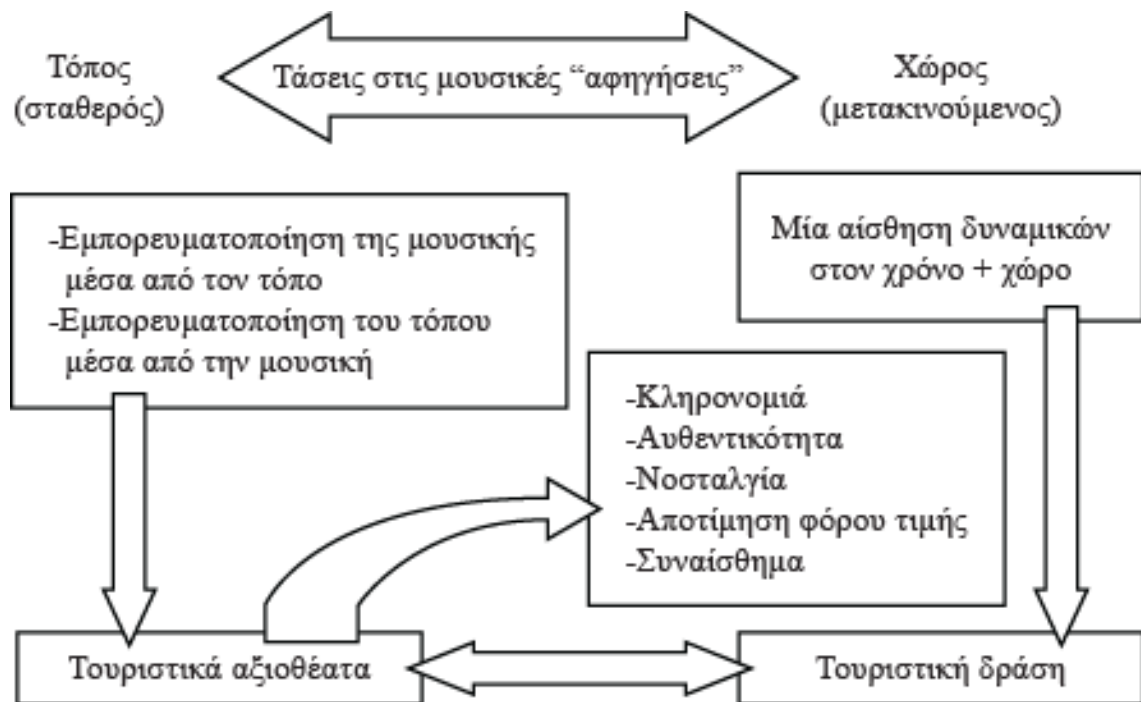 Τόπος
(σταθερός)
Τάσεις στις μουσικές “αφηγήσεις”
Χώρος
(μετακινούμενος)
-Εμπορευματοποίηση της μουσικής
μέσα από τον τόπο
-Εμπορευματοποίηση του τόπου
μέσα από την μουσική
Μία αίσθηση δυναμικών
στον χρόνο + χώρο
-Κληρονομιά
-Αυθεντικότητα
-Νοσταλγία
-Αποτίμηση φόρου τιμής
-Συναίσθημα
Τουριστικά αξιοθέατα
Τουριστική δράση